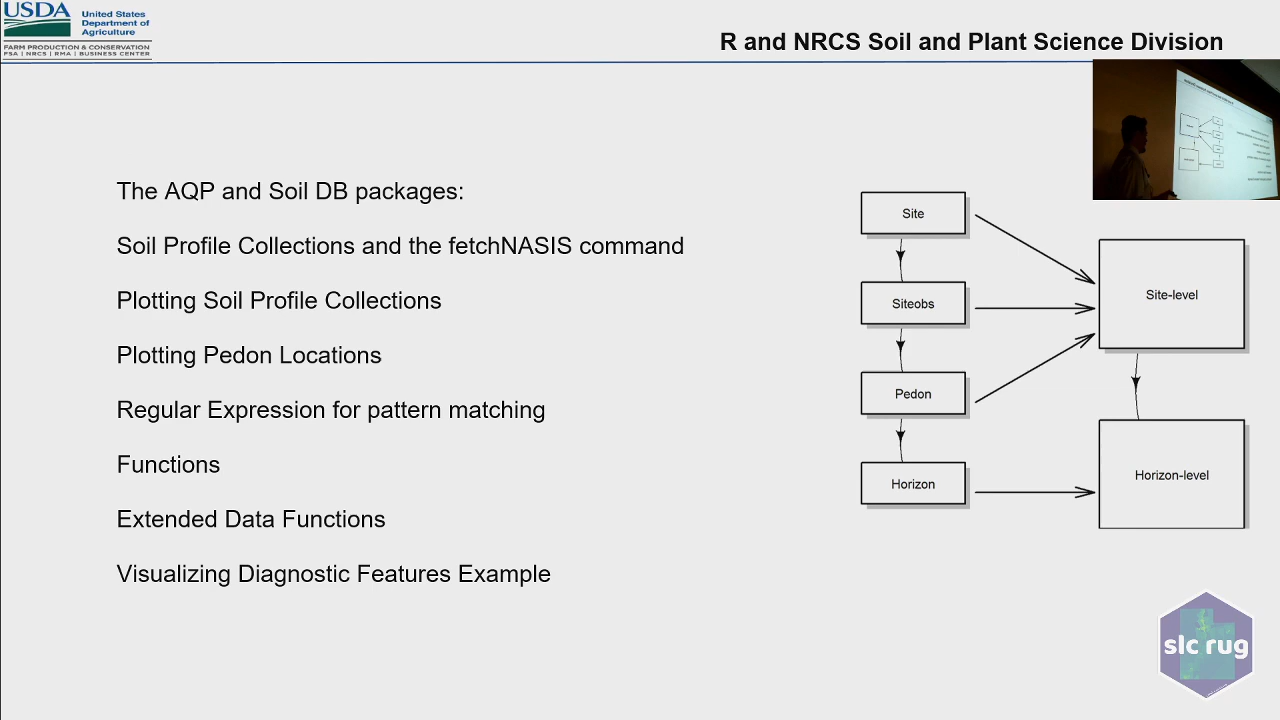 USDA
United States
Department of
Agriculture
FARM PRODUCTION & CONSERVATION
FSA | NRCS | RMA | BUSINESS CENTER
R and NRCS Soil and Plant Science Division
The AQP and Soil DB packages:
Soil Profile Collections and the fetchNASIS command
Plotting Soil Profile Collections
Plotting Pedon Locations
Regular Expression for pattern matching
Functions
Extended Data Functions
Visualizing Diagnostic Features Example
Site
Siteobs
Pedon
Horizon
Site-level
Horizon-level
slc rug